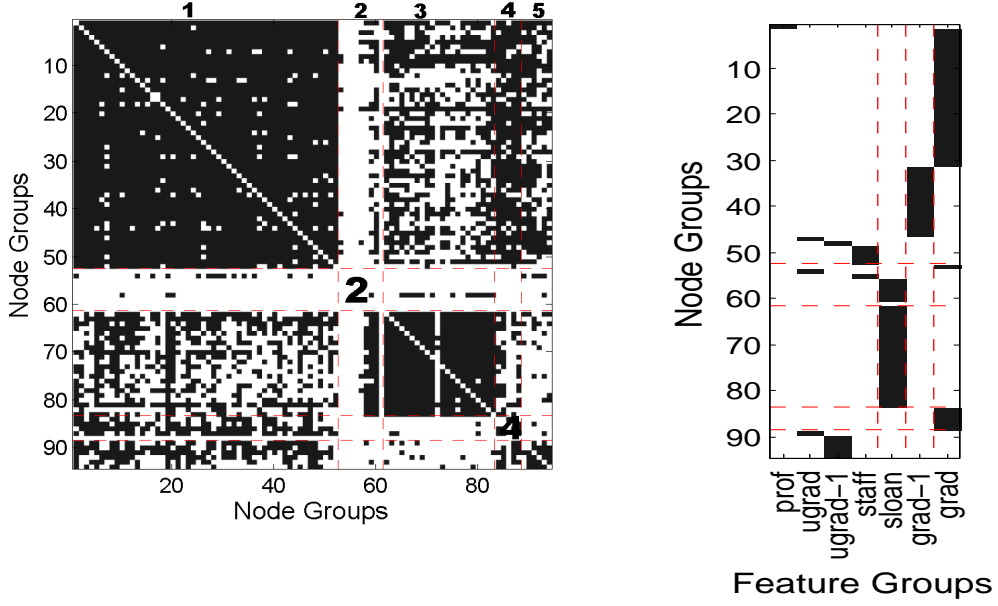 1 2 3 4 5
10
20
30
40
50
60
70
80
90
Node Groups
2
4
20 40 60 80
Node Groups
10
20
30
40
50
60
70
80
90
Node Groups
prof
ugrad
ugrad-1
staff
sloan
grad-1
grad
Feature Groups